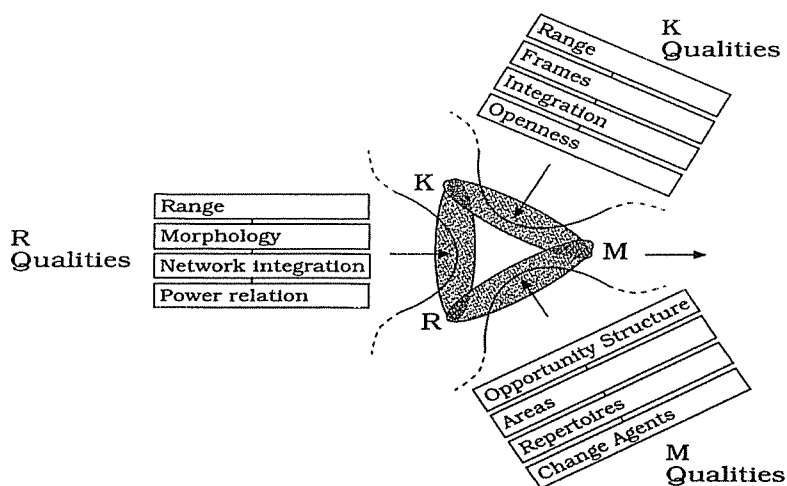 K
Qualities
Range
Frames
Integration
Openness
K
R
Qualities
Range
Morphology
Network integration
Power relation
M
R
Opportunity Structure
Areas
Repertoires
Change Agents
M
Qualities